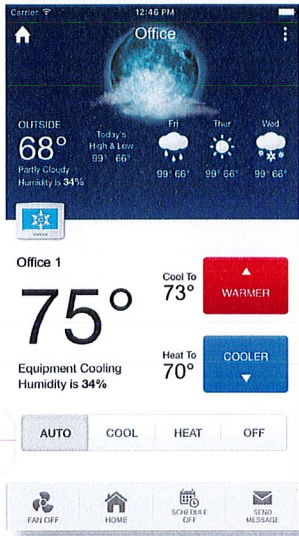 Carrier 12:46 PM
Office
OUTSIDE
68°
Partly Cloudy
Humidity is 34%
Today's
High & Low
99° 66°
Fri
99° 66°
Thur
99° 66°
Wed
99° 66°
Office 1
75°
Equipment Cooling
Humidity is 34%
Cool To
73°
WARMER
Heat To
70°
COOLER
AUTO COOL HEAT OFF
FAN OFF
HOME
SCHEDULE
OFF
SEND
MESSAGE